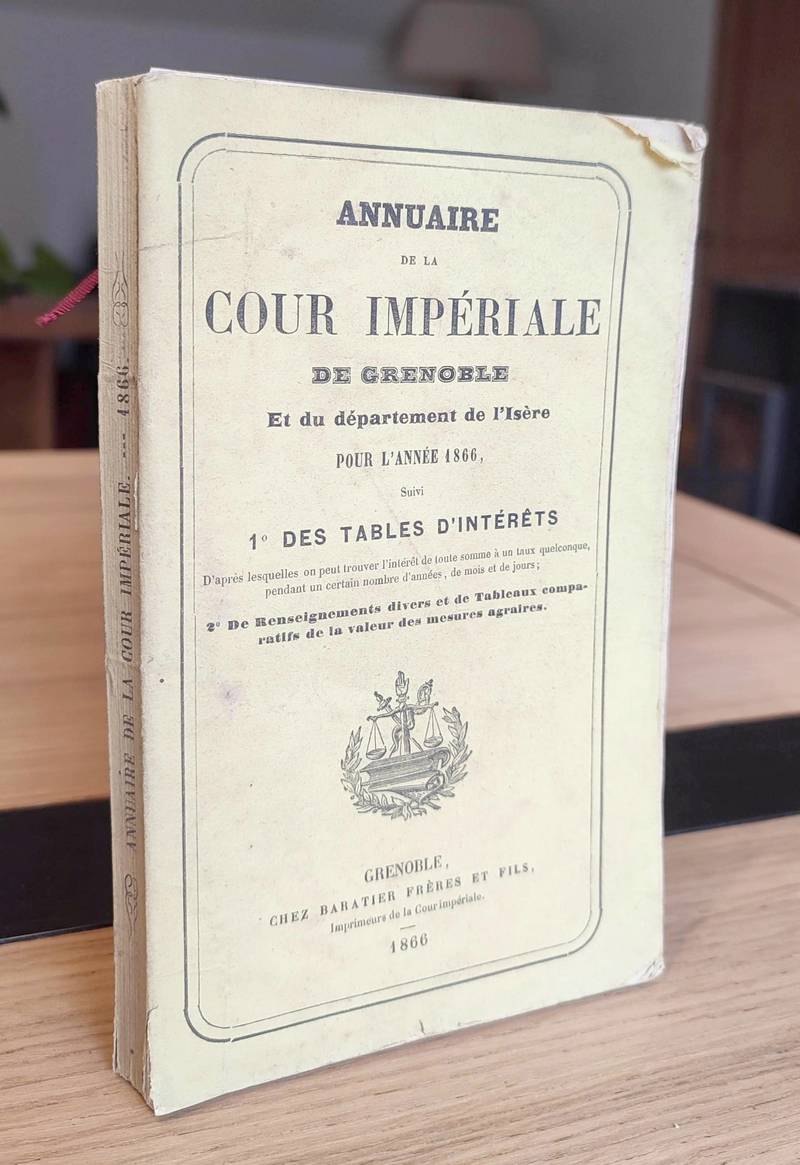 ANNUAIRE
DE LA
COUR IMPÉRIALE
DE GRENOBLE
Et du département de l'Isère
POUR L'ANNÉE 1866,
Suivi
1º DES TABLES D'INTÉRÊTS
D'après lesquelles on peut trouver l'intérêt de toute somme à un taux quelconque,
pendant un certain nombre d'années, de mois et de jours;
2º De Renseignements divers et de Tableaux compa-
ratifs de la valeur des mesures agraires.
GRENOBLE,
CHEZ BARATIER FRÈRES ET FILS,
Imprimeurs de la Cour impériale.
1866
ANNUAIRE DE LA COUR IMPÉRIALE. --- 1866.